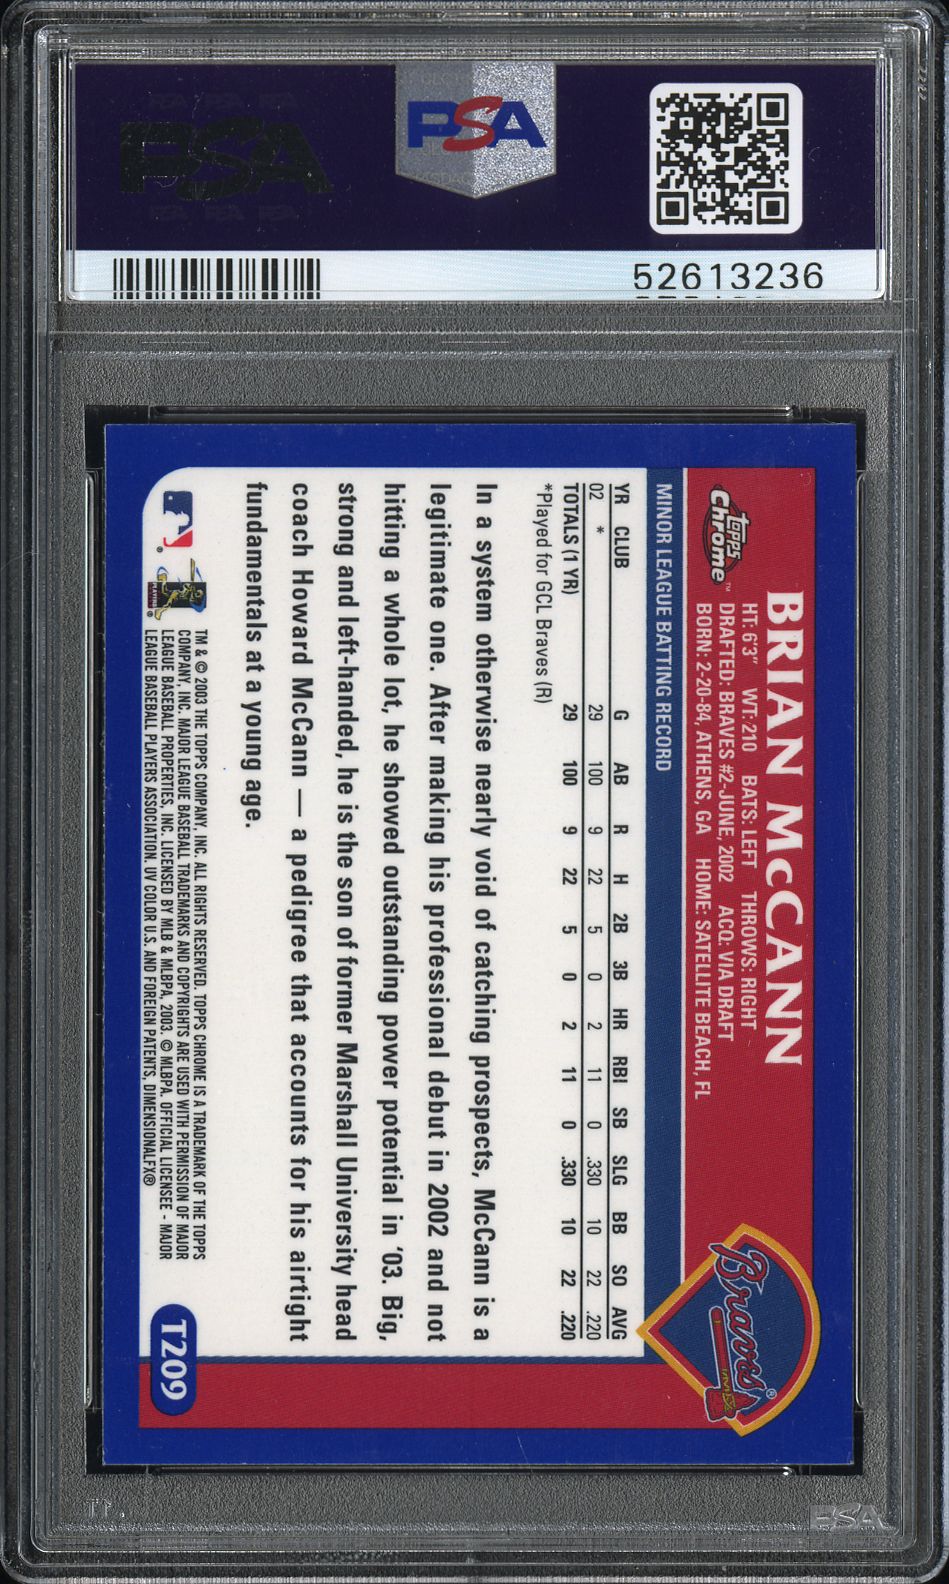 PSA
PSA
52613236
Topps
Chrome™
BRIAN McCANN
HT: 6'3" WT: 210 BATS: LEFT THROWS: RIGHT
DRAFTED: BRAVES #2-JUNE, 2002 ACQ: VIA DRAFT
BORN: 2-20-84, ATHENS, GA HOME: SATELLITE BEACH, FL
Braves®
MINOR LEAGUE BATTING RECORD
YR CLUB G AB R H 2B 3B HR RBI SB SLG BB SO AVG
02 * 29 100 9 22 5 0 2 11 0 .330 10 22 .220
TOTALS (1 YR) 29 100 9 22 5 0 2 11 0 .330 10 22 .220
*Played for GCL Braves (R)
In a system otherwise nearly void of catching prospects, McCann is a
legitimate one. After making his professional debut in 2002 and not
hitting a whole lot, he showed outstanding power potential in '03. Big,
strong and left-handed, he is the son of former Marshall University head
coach Howard McCann — a pedigree that accounts for his airtight
fundamentals at a young age.
TM & © 2003 THE TOPPS COMPANY, INC. ALL RIGHTS RESERVED. TOPPS CHROME IS A TRADEMARK OF THE TOPPS
COMPANY, INC. MAJOR LEAGUE BASEBALL TRADEMARKS AND COPYRIGHTS ARE USED WITH PERMISSION OF MAJOR
LEAGUE BASEBALL PROPERTIES, INC. LICENSED BY MLB & MLBPA, 2003. © MLBPA. OFFICIAL LICENSEE - MAJOR
LEAGUE BASEBALL PLAYERS ASSOCIATION. UV COLOR U.S. AND FOREIGN PATENTS, DIMENSIONALFX®
T209
PSA